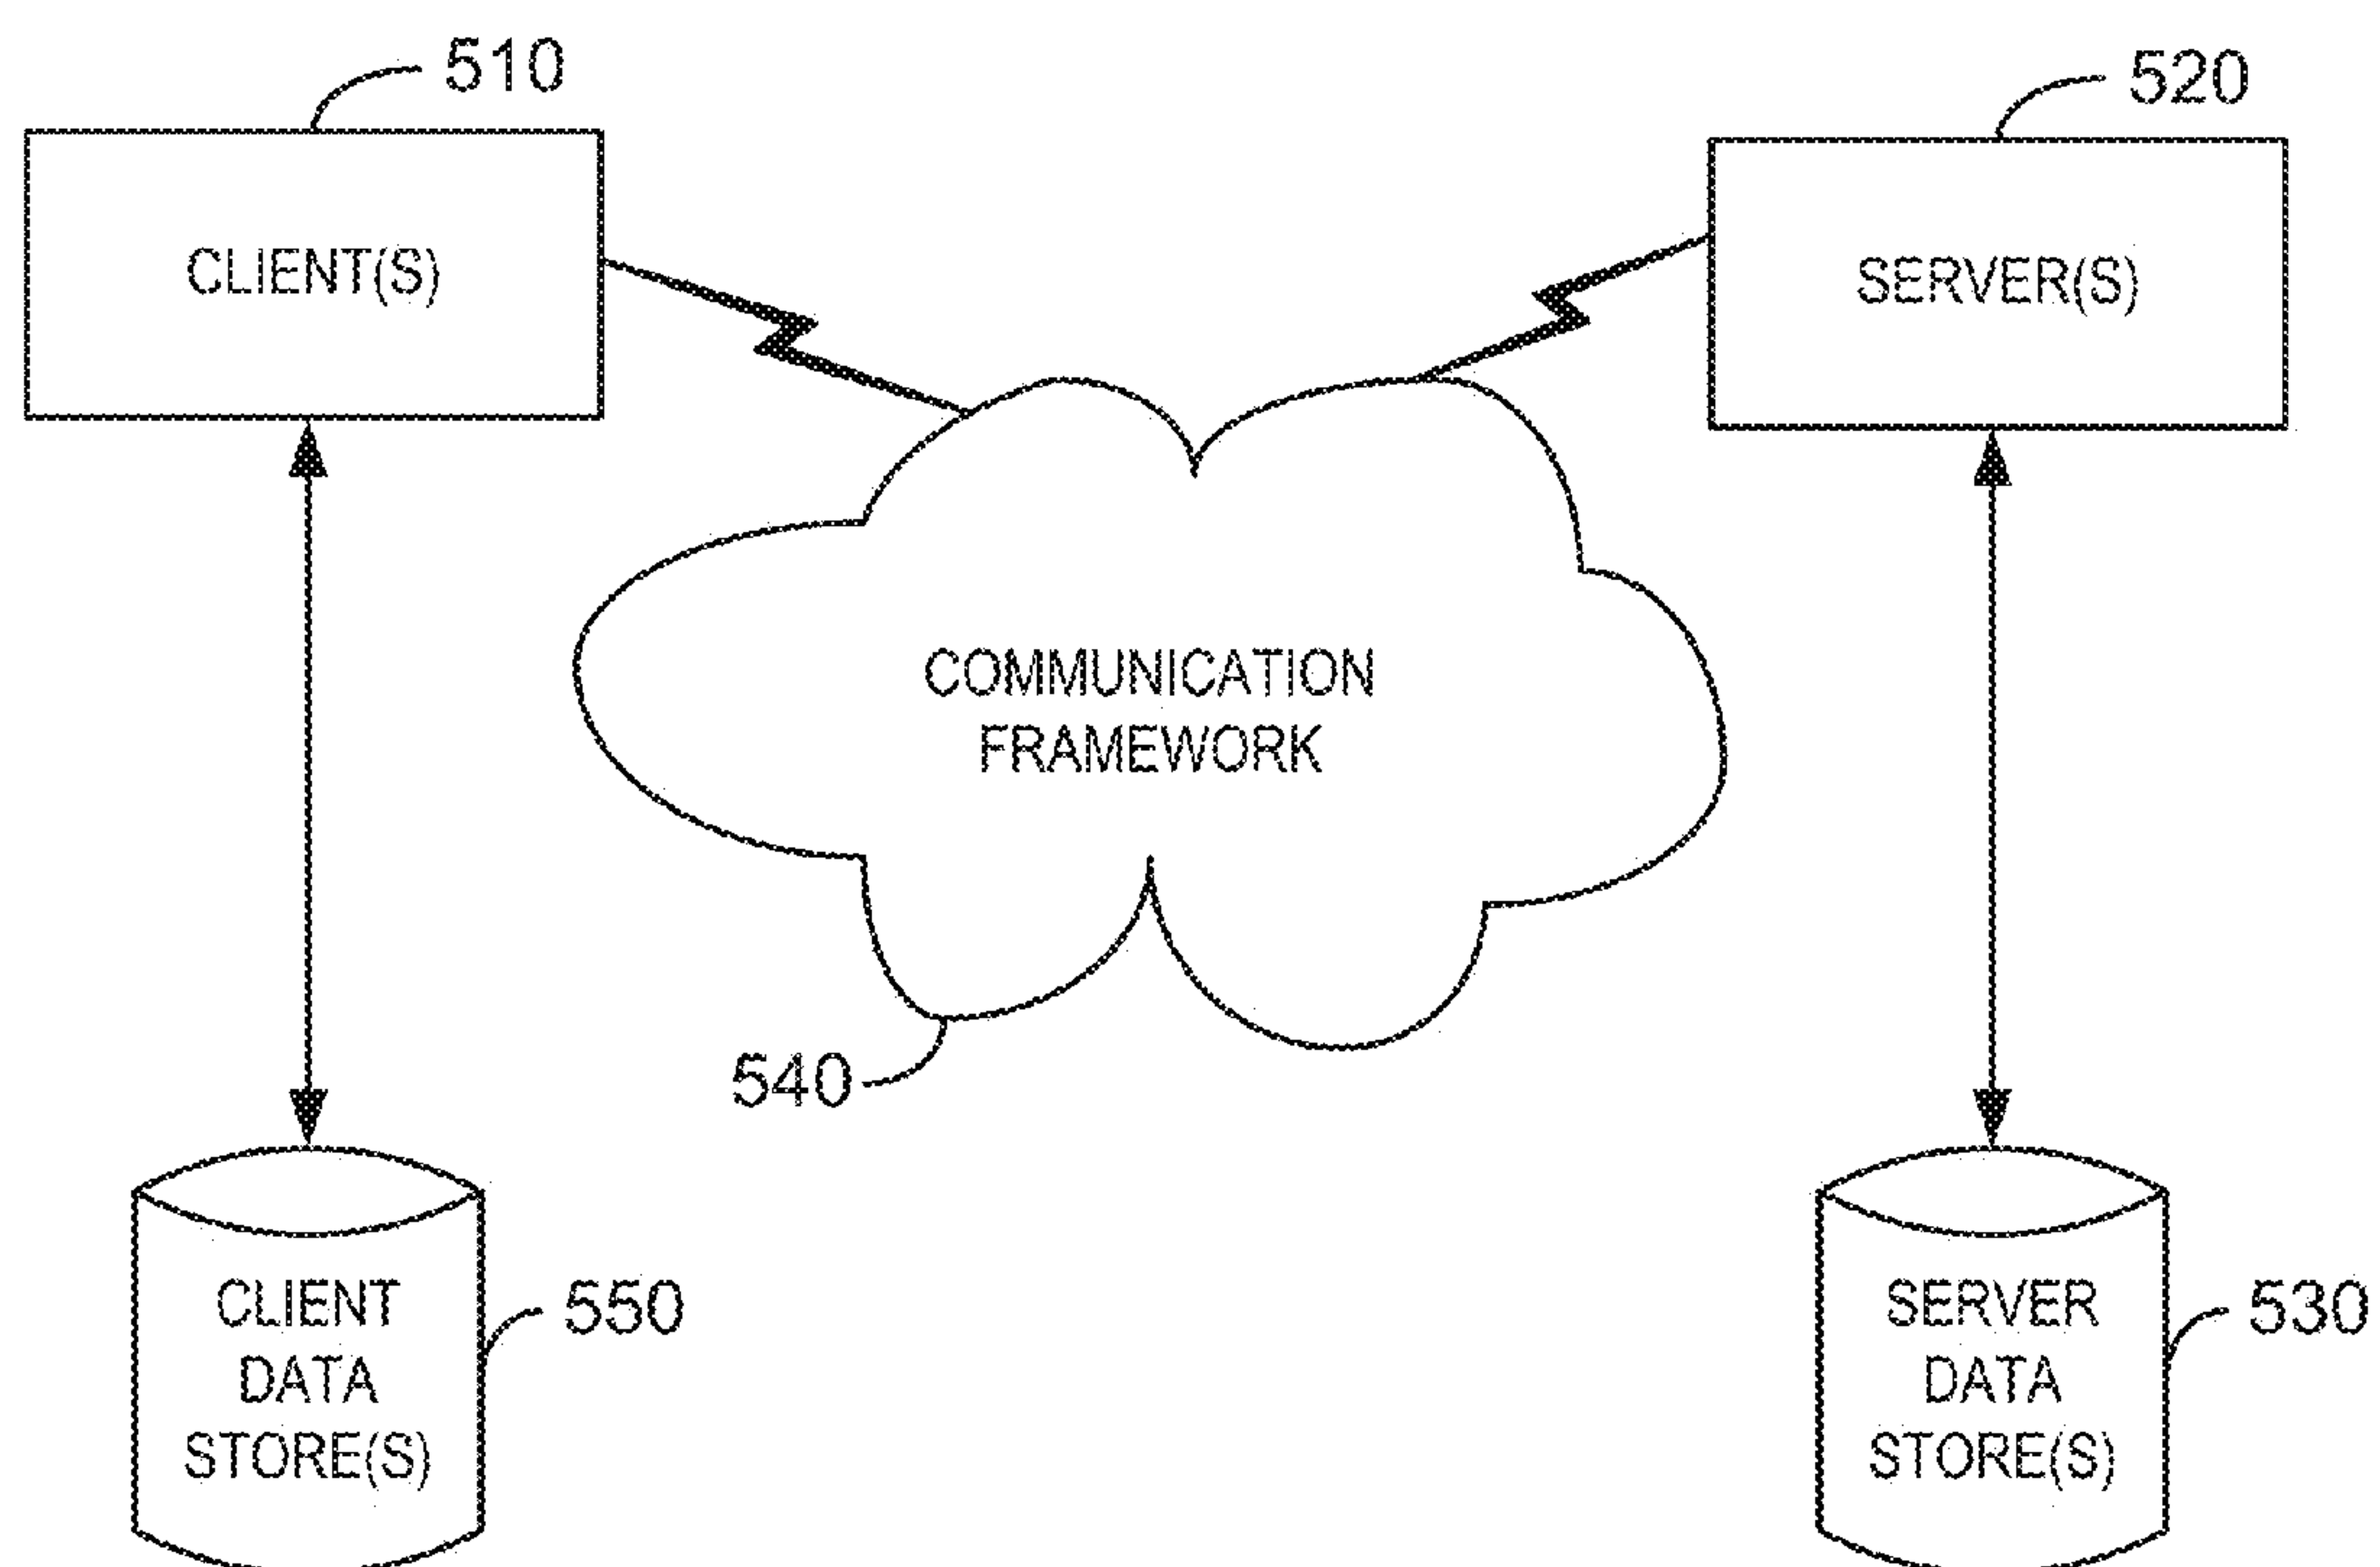 510
520
CLIENT(S)
SERVER(S)
COMMUNICATION
FRAMEWORK
540
CLIENT
DATA
STORE(S)
550
SERVER
DATA
STORE(S)
530